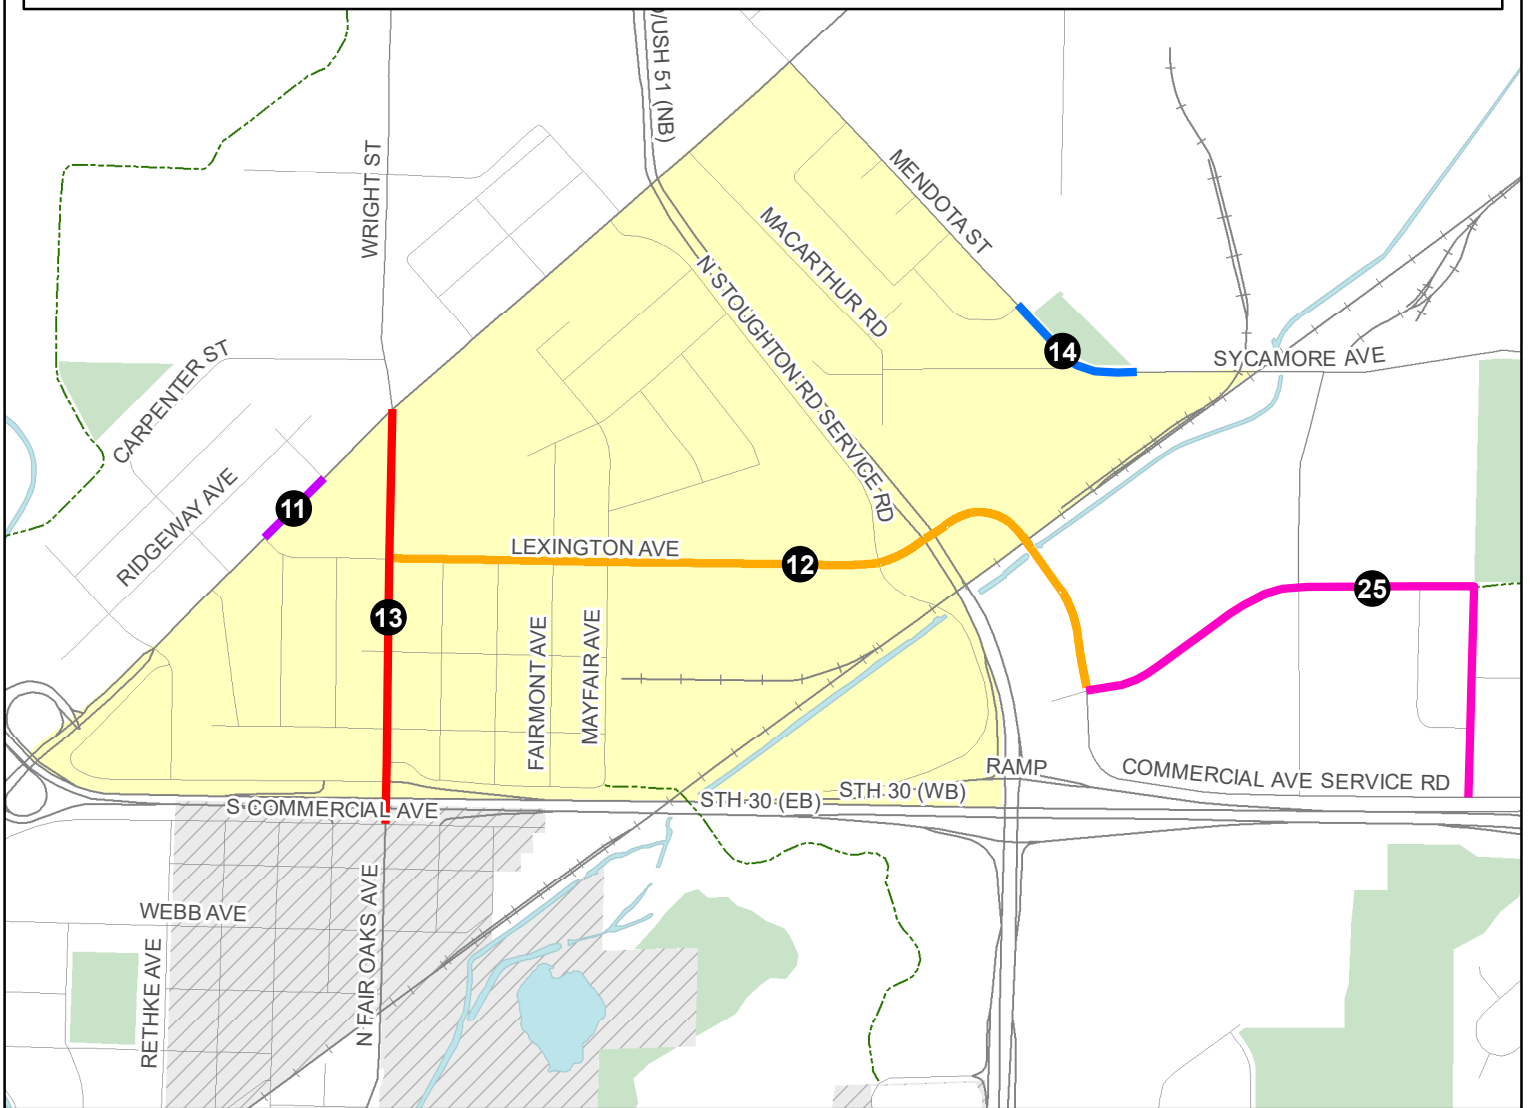 O/USH 51 (NB)
WRIGHT ST
MENDOTA ST
MACARTHUR RD
N STOUGHTON RD SERVICE RD
14
SYCAMORE AVE
CARPENTER ST
RIDGEWAY AVE
11
LEXINGTON AVE
12
25
13
FAIRMONT AVE
MAYFAIR AVE
RAMP
COMMERCIAL AVE SERVICE RD
STH 30 (WB)
STH 30 (EB)
S COMMERCIAL AVE
WEBB AVE
N FAIR OAKS AVE
RETHKE AVE